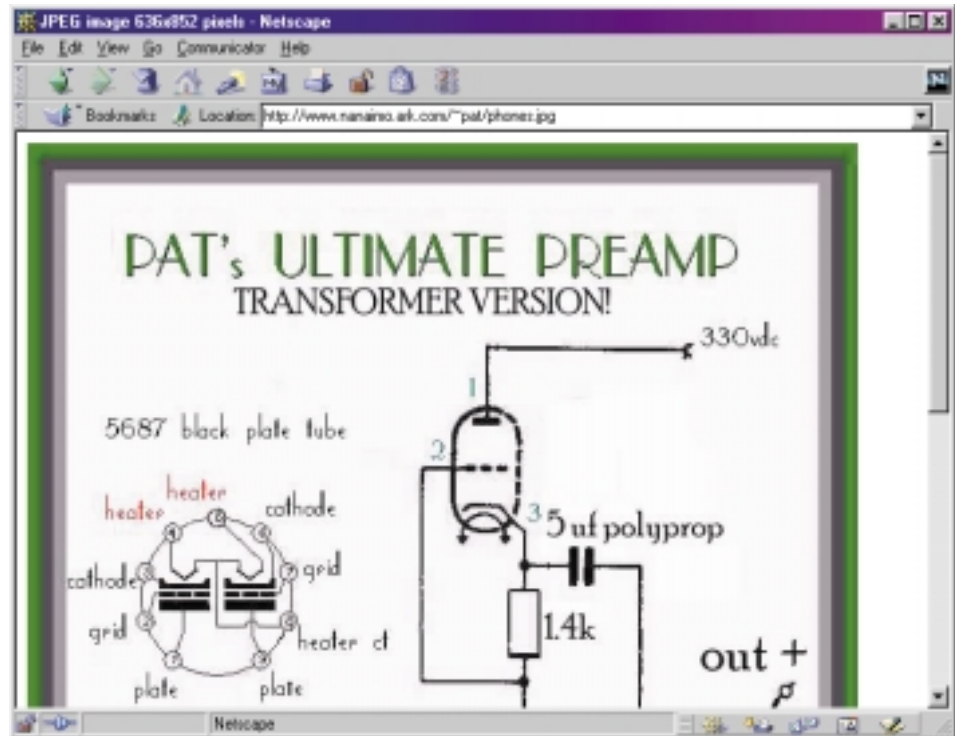 JPEG image 636x852 pixels - Netscape
File Edit View Go Communicator Help
Bookmarks Location: http://www.nanaimo.ark.com/~pat/phones.jpg
PAT's ULTIMATE PREAMP
TRANSFORMER VERSION!
330vdc
1
5687 black plate tube
2
heater
heater
cathode
3
5 uf polyprop
cathode
grid
1.4k
grid
heater ct
out +
plate
plate
Netscape